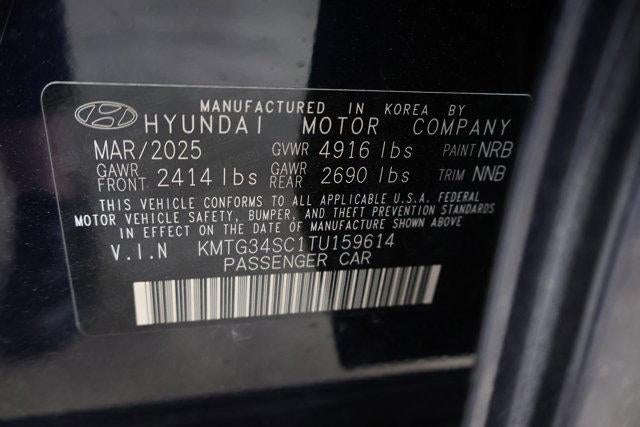 MANUFACTURED IN KOREA BY
HYUNDAI MOTOR COMPANY
MAR/2025 GVWR 4916 lbs PAINT NRB
GAWR FRONT 2414 lbs GAWR REAR 2690 lbs TRIM NNB
THIS VEHICLE CONFORMS TO ALL APPLICABLE U.S.A. FEDERAL
MOTOR VEHICLE SAFETY, BUMPER, AND THEFT PREVENTION STANDARDS
IN EFFECT ON THE DATE OF MANUFACTURE SHOWN ABOVE
V.I.N KMTG34SC1TU159614
PASSENGER CAR